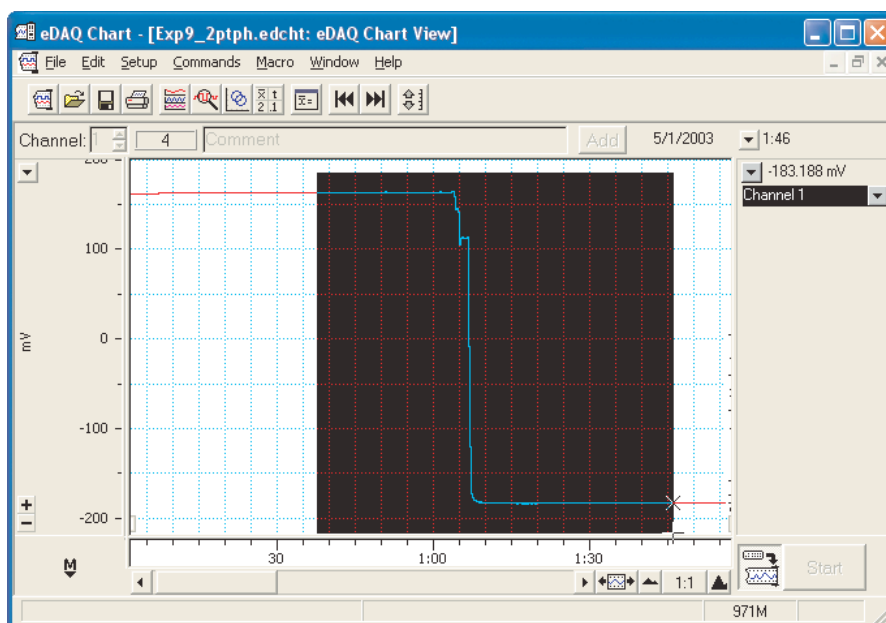 eDAQ Chart - [Exp9_2ptph.edcht: eDAQ Chart View]
File Edit Setup Commands Macro Window Help
Channel: 1 4 Comment Add 5/1/2003 1:46
200
-183.188 mV
Channel 1
100
0
mV
-100
-200
30 1:00 1:30
M
1:1
Start
971M